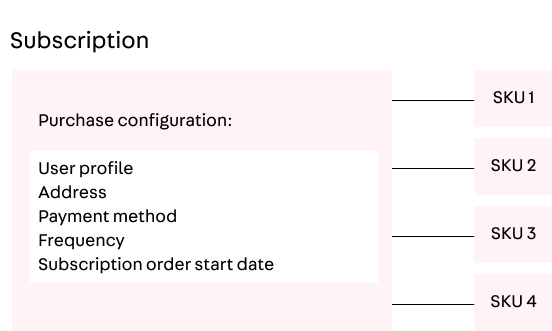 Subscription
Purchase configuration:
User profile
Address
Payment method
Frequency
Subscription order start date
SKU 1
SKU 2
SKU 3
SKU 4